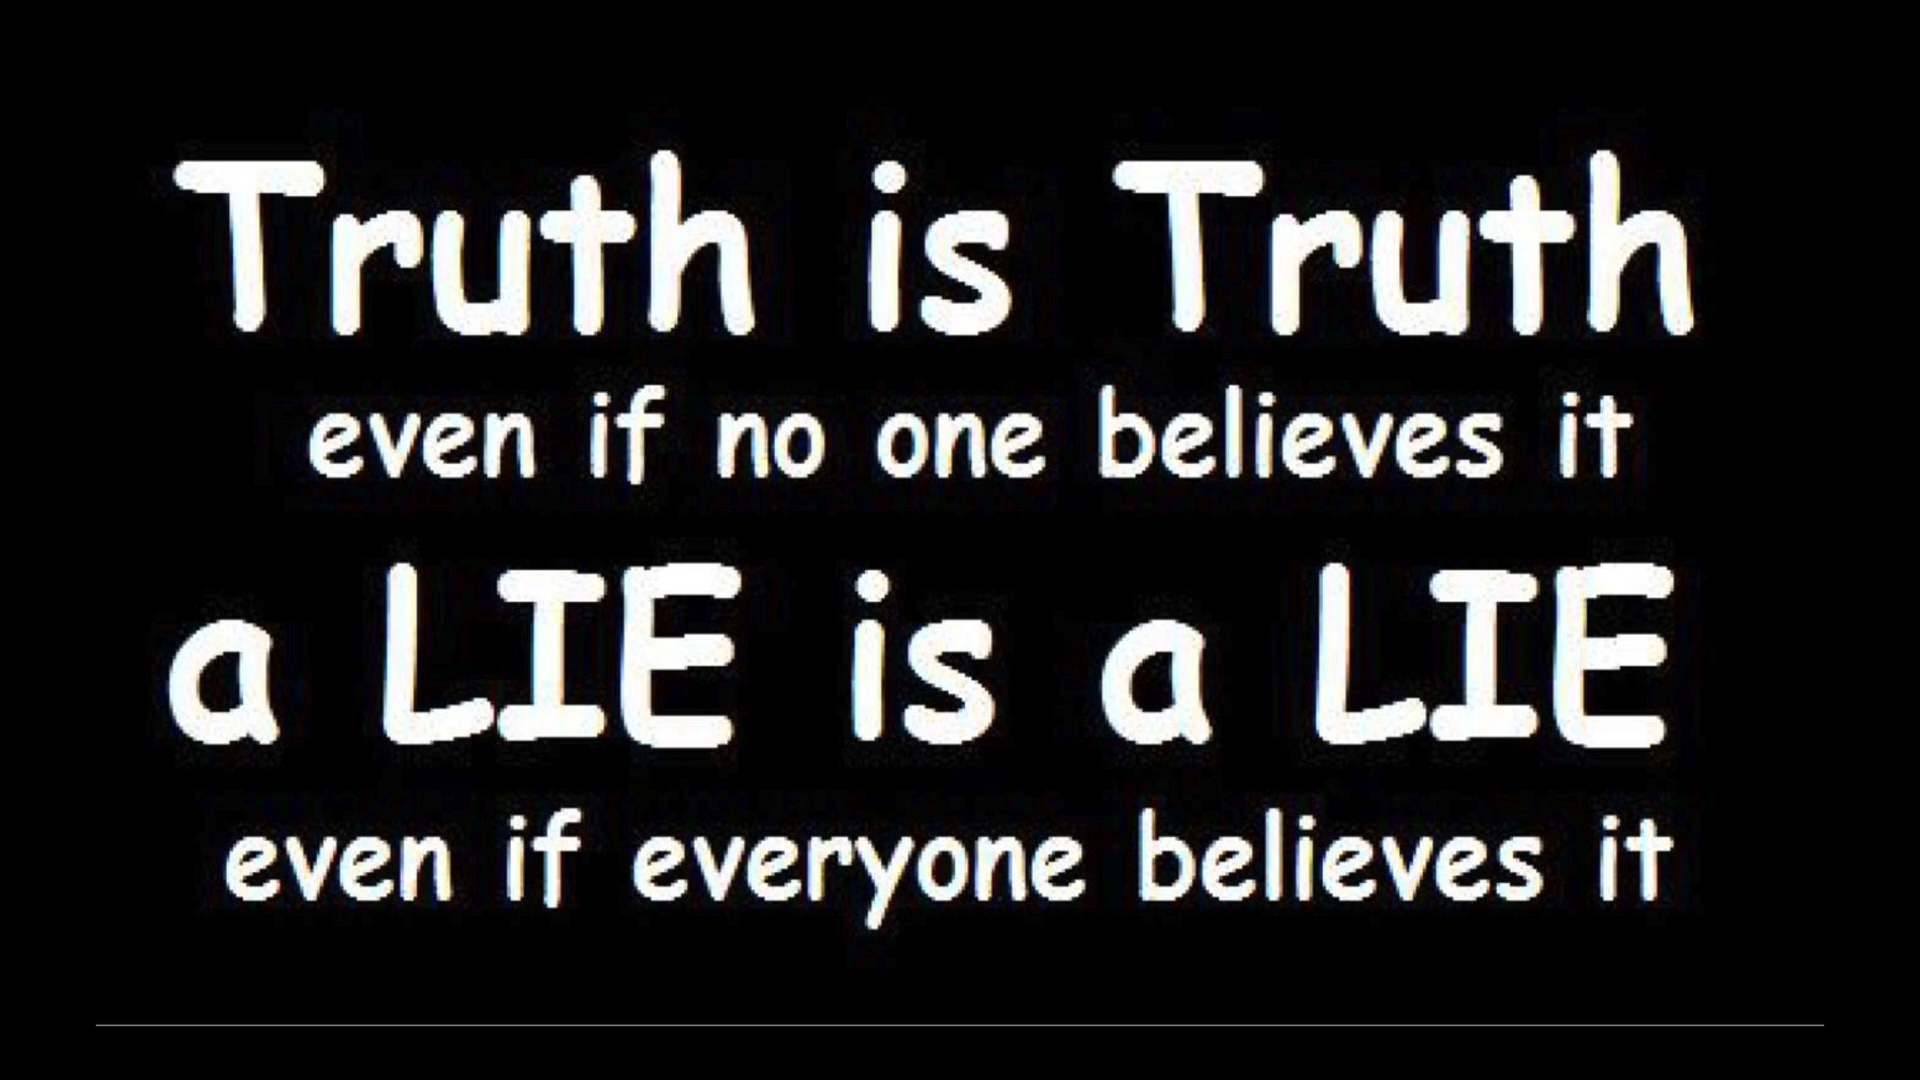 Truth is Truth
even if no one believes it
a LIE is a LIE
even if everyone believes it